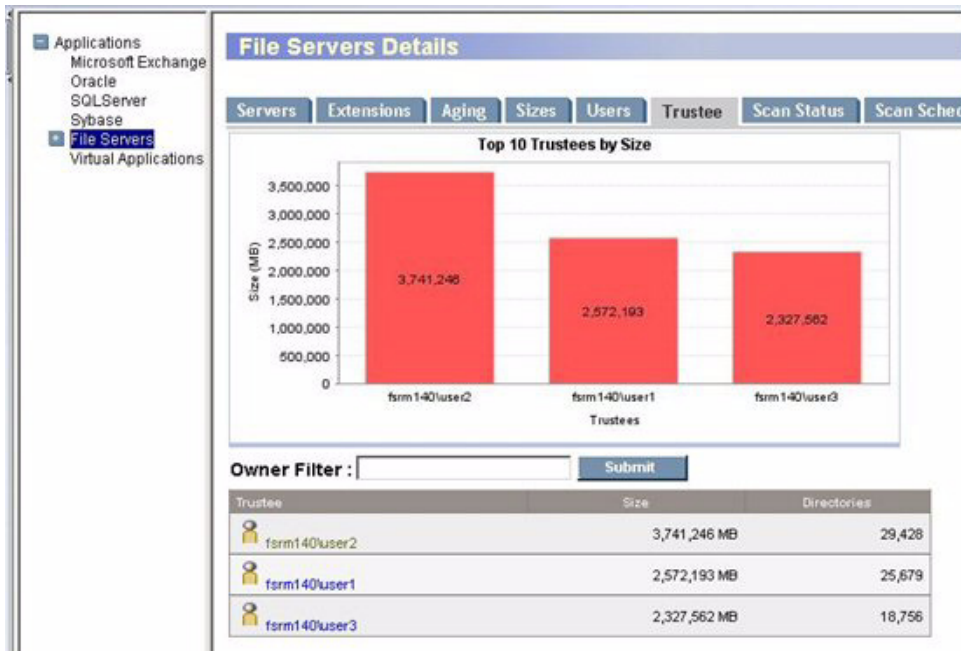 Applications
Microsoft Exchange
Oracle
SQLServer
Sybase
File Servers
Virtual Applications
File Servers Details
Servers Extensions Aging Sizes Users Trustee Scan Status Scan Sched
Top 10 Trustees by Size
Size (MB)
3,500,000
3,000,000
2,500,000
2,000,000
1,500,000
1,000,000
500,000
0
3,741,246
2,572,193
2,327,562
fsrm140\user2 fsrm140\user1 fsrm140\user3
Trustees
Owner Filter : Submit
Trustee Size Directories
fsrm140\user2 3,741,246 MB 29,428
fsrm140\user1 2,572,193 MB 25,679
fsrm140\user3 2,327,562 MB 18,756